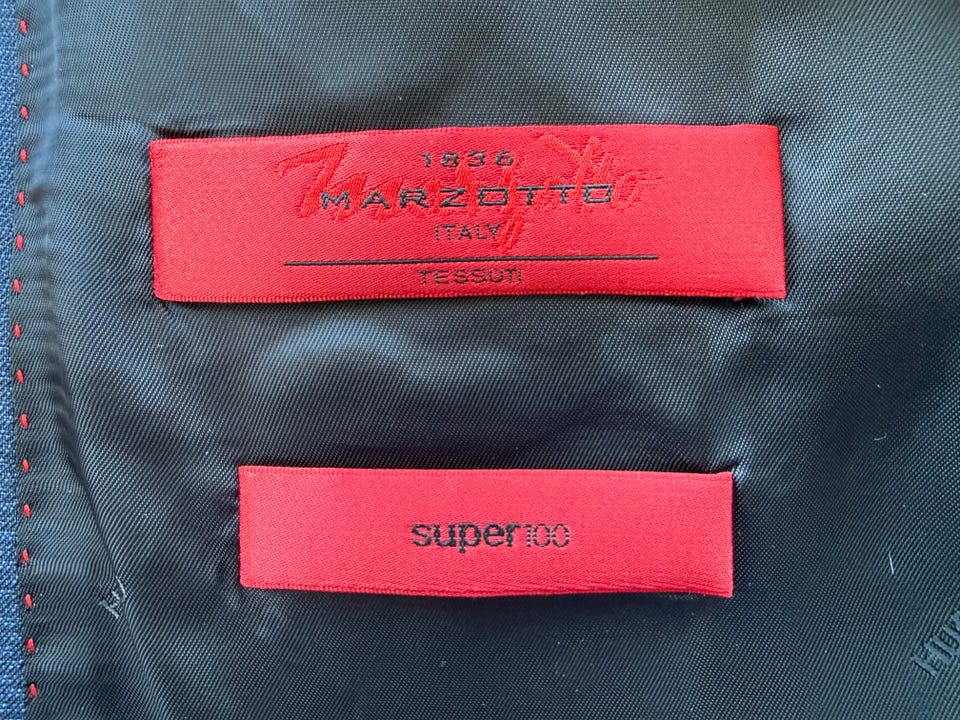 1836
MARZOTTO
ITALY
TESSUTI
super100